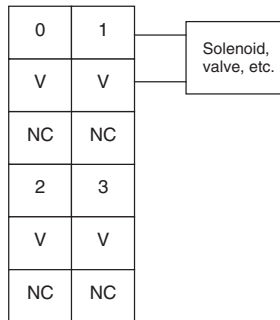 0 1
Solenoid,
valve, etc.
V V
NC NC
2 3
V V
NC NC